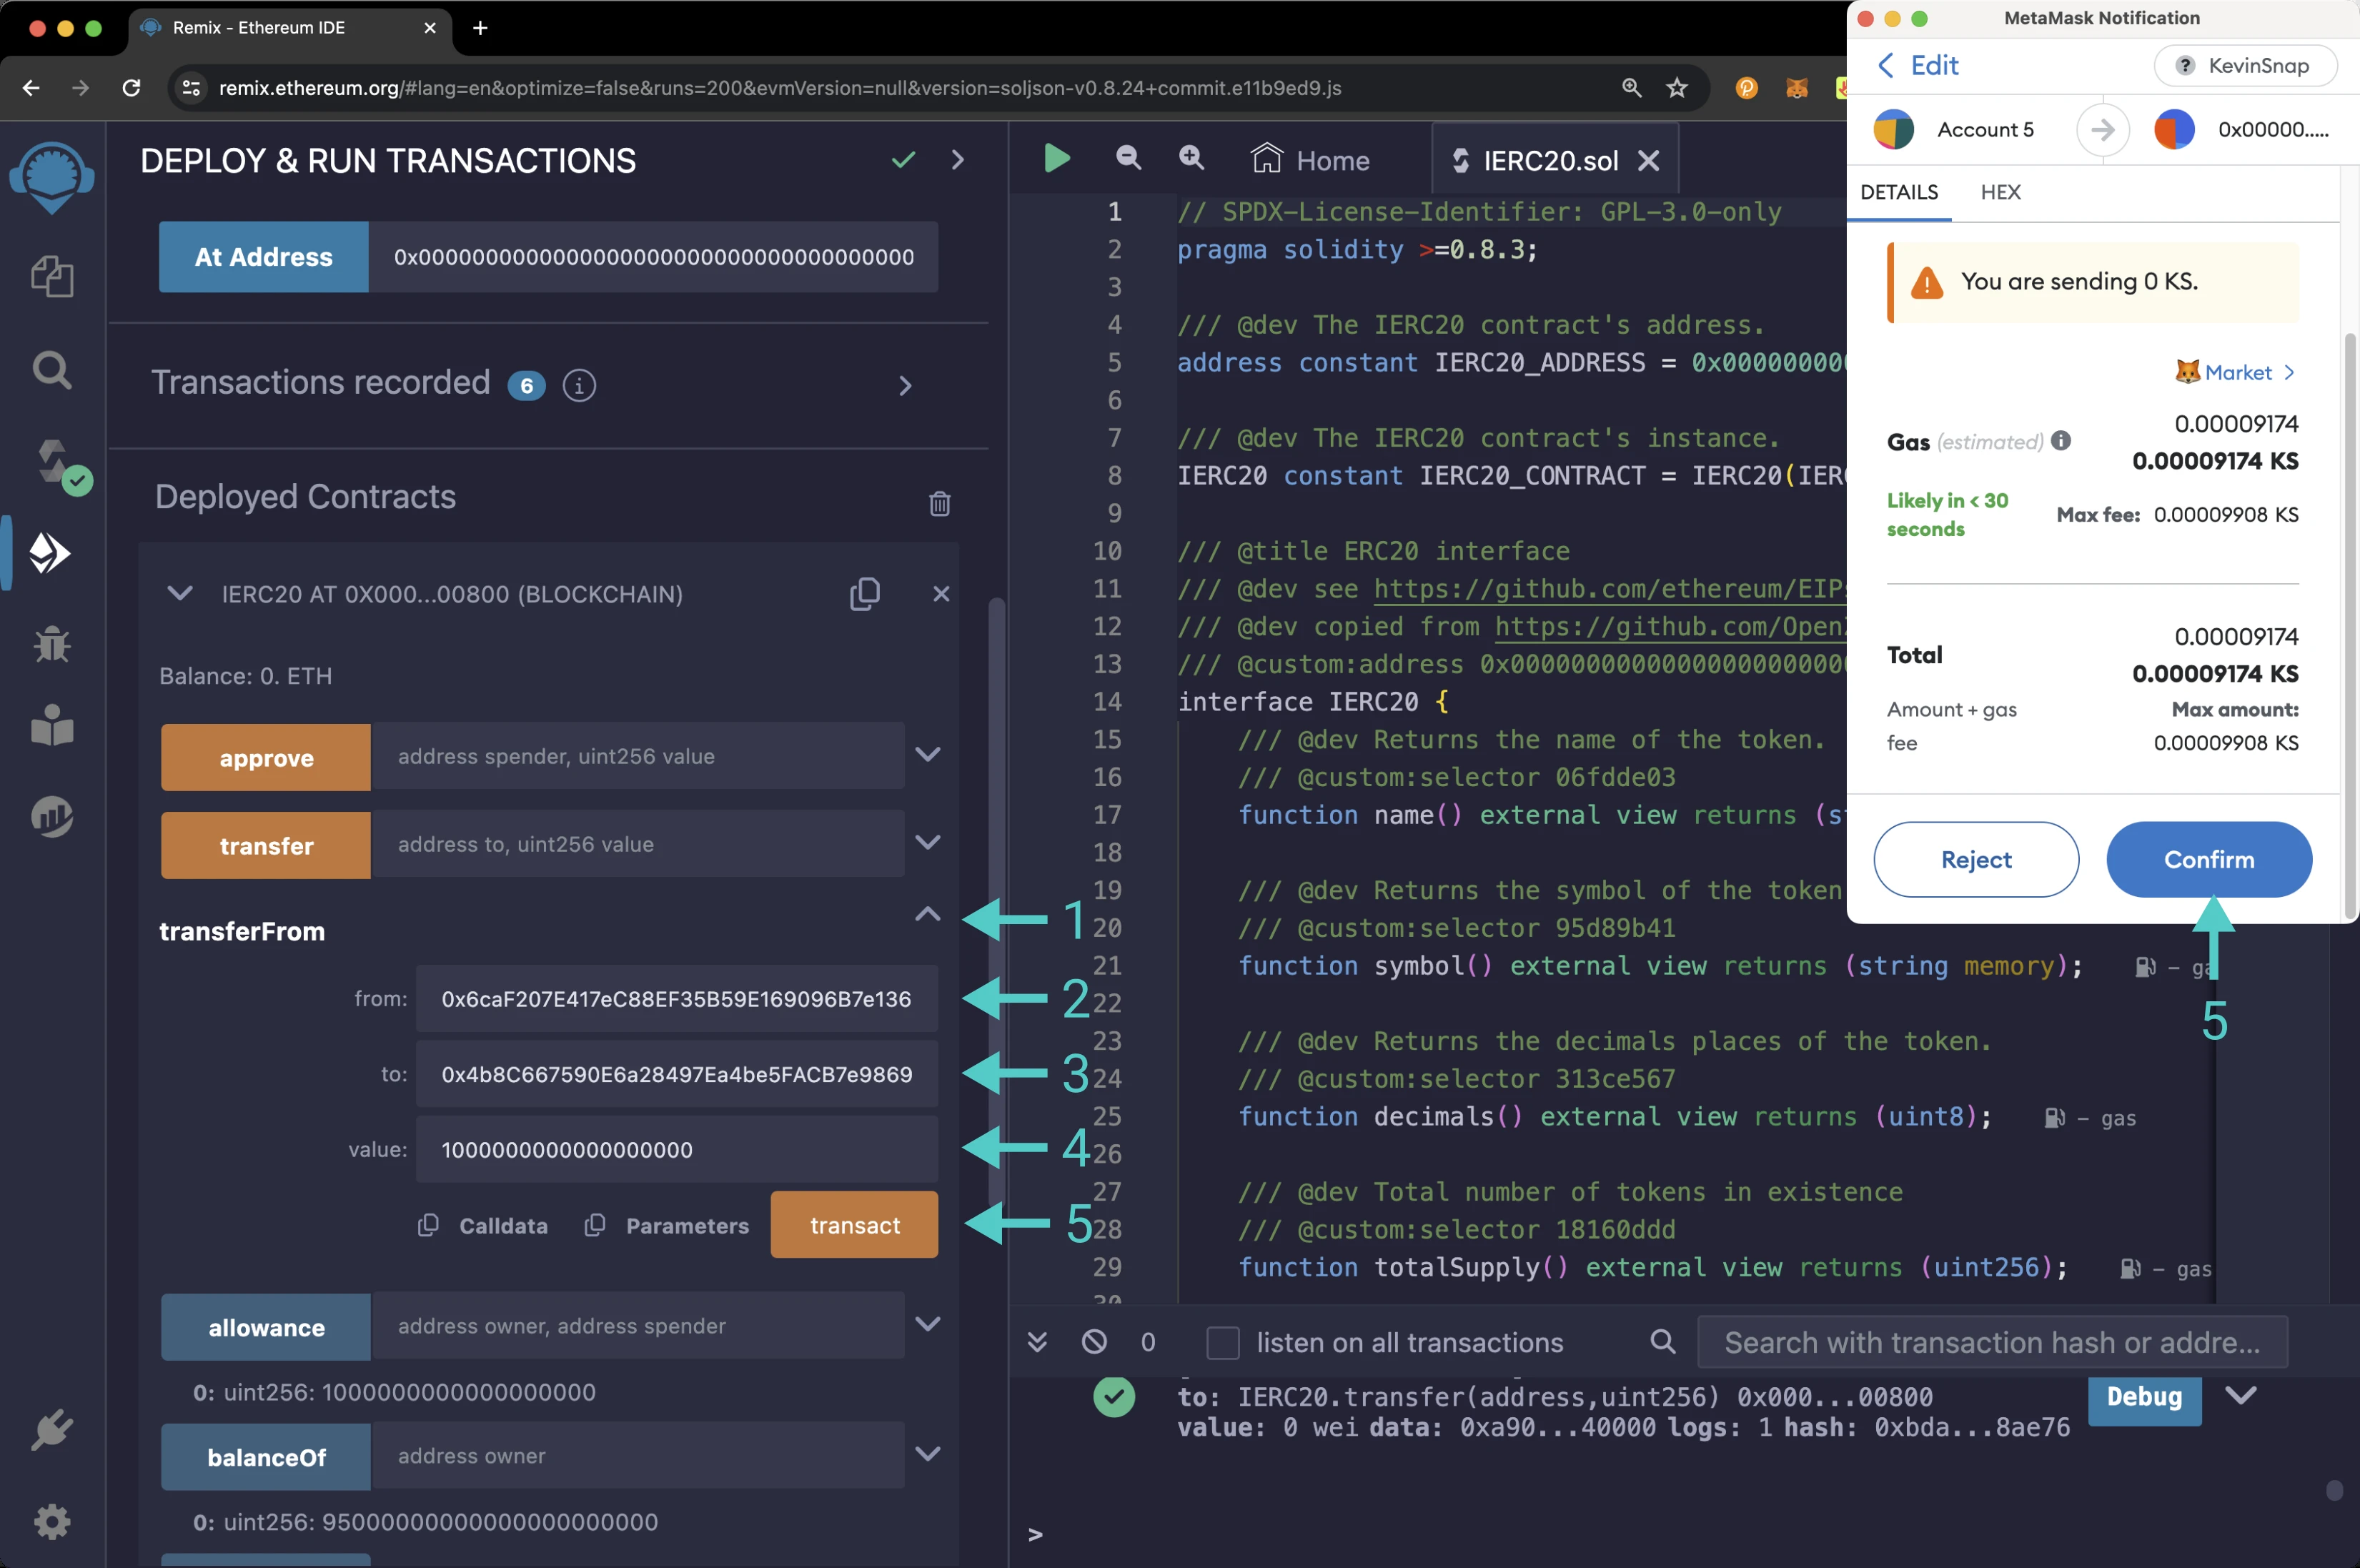 Remix - Ethereum IDE
remix.ethereum.org/#lang=en&optimize=false&runs=200&evmVersion=null&version=soljson-v0.8.24+commit.e11b9ed9.js
DEPLOY & RUN TRANSACTIONS
At Address
0x0000000000000000000000000000000000000
Transactions recorded 6 i
Deployed Contracts
IERC20 AT 0X000...00800 (BLOCKCHAIN)
Balance: 0. ETH
approve address spender, uint256 value
transfer address to, uint256 value
transferFrom
1
from: 0x6caF207E417eC88EF35B59E169096B7e136
2
to: 0x4b8C667590E6a28497Ea4be5FACB7e9869
3
value: 1000000000000000000
4
Calldata Parameters transact
5
allowance address owner, address spender
0: uint256: 10000000000000000000
balanceOf address owner
0: uint256: 9500000000000000000000000
Home
IERC20.sol
1 // SPDX-License-Identifier: GPL-3.0-only
2 pragma solidity >=0.8.3;
3
4 /// @dev The IERC20 contract's address.
5 address constant IERC20_ADDRESS = 0x000000000
6
7 /// @dev The IERC20 contract's instance.
8 IERC20 constant IERC20_CONTRACT = IERC20(IER
9
10 /// @title ERC20 interface
11 /// @dev see https://github.com/ethereum/EIPs
12 /// @dev copied from https://github.com/Open
13 /// @custom:address 0x000000000000000000000000
14 interface IERC20 {
15 /// @dev Returns the name of the token.
16 /// @custom:selector 06fdde03
17 function name() external view returns (s
18
19 /// @dev Returns the symbol of the token
20 /// @custom:selector 95d89b41
21 function symbol() external view returns (string memory); - ga
22
23 /// @dev Returns the decimals places of the token.
24 /// @custom:selector 313ce567
25 function decimals() external view returns (uint8); - gas
26
27 /// @dev Total number of tokens in existence
28 /// @custom:selector 18160ddd
29 function totalSupply() external view returns (uint256); - gas
30
0 listen on all transactions
Search with transaction hash or addre...
to: IERC20.transfer(address,uint256) 0x000...00800
value: 0 wei data: 0xa90...40000 logs: 1 hash: 0xbda...8ae76
Debug
>
MetaMask Notification
Edit
? KevinSnap
Account 5
0x00000.....
DETAILS HEX
You are sending 0 KS.
Market >
0.00009174
Gas (estimated) i 0.00009174 KS
Likely in < 30
seconds
Max fee: 0.00009908 KS
0.00009174
Total 0.00009174 KS
Amount + gas
fee
Max amount:
0.00009908 KS
Reject Confirm
5